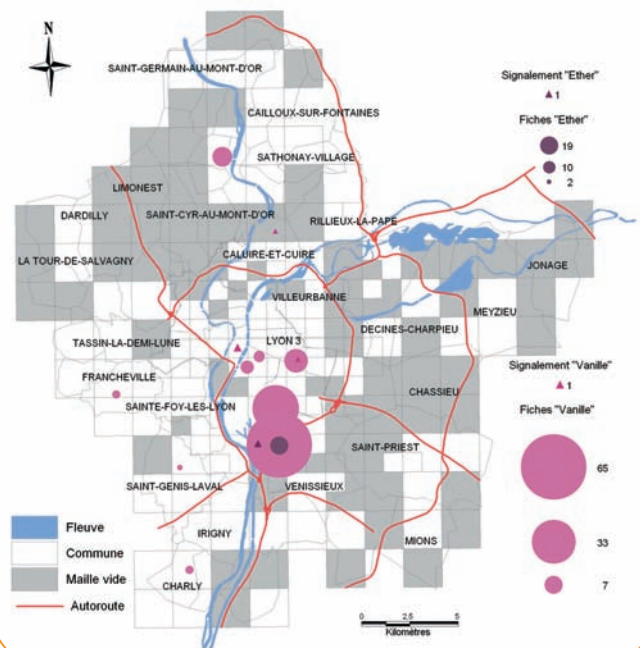 N
SAINT-GERMAIN-AU-MONT-D'OR
Signalement "Ether"
1
Fiches "Ether"
19
10
2
CAILLOUX-SUR-FONTAINES
SATHONAY-VILLAGE
LIMONEST
DARDILLY
SAINT-CYR-AU-MONT-D'OR
RILLIEUX-LA-PAPE
LA TOUR-DE-SALVAGNY
CALUIRE-ET-CUIRE
JONAGE
VILLEURBANNE
MEYZIEU
DECINES-CHARPIEU
TASSIN-LA-DEMI-LUNE
LYON 3
FRANCHEVILLE
CHASSIEU
SAINTE-FOY-LES-LYON
Signalement "Vanille"
1
Fiches "Vanille"
65
33
7
SAINT-PRIEST
SAINT-GENIS-LAVAL
VENISSIEUX
IRIGNY
MIONS
CHARLY
Fleuve
Commune
Maille vide
Autoroute
0 2,5 5
Kilomètres